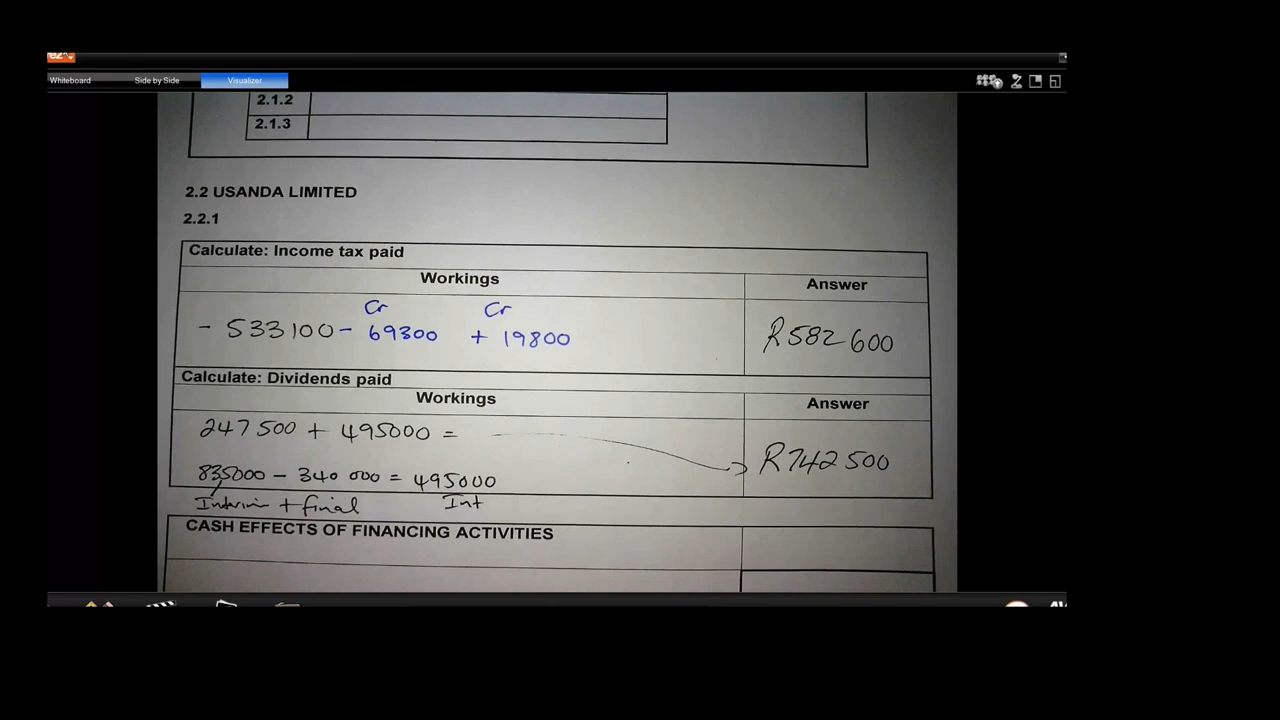 Whiteboard Side by Side Visualizer
2.1.2
2.1.3
2.2 USANDA LIMITED
2.2.1
Calculate: Income tax paid
Workings Answer
Cr Cr
- 533100 - 69300 + 19800 R582 600
Calculate: Dividends paid
Workings Answer
247 500 + 495000 = R742 500
835000 - 340 000 = 495000
Interim + final Int
CASH EFFECTS OF FINANCING ACTIVITIES